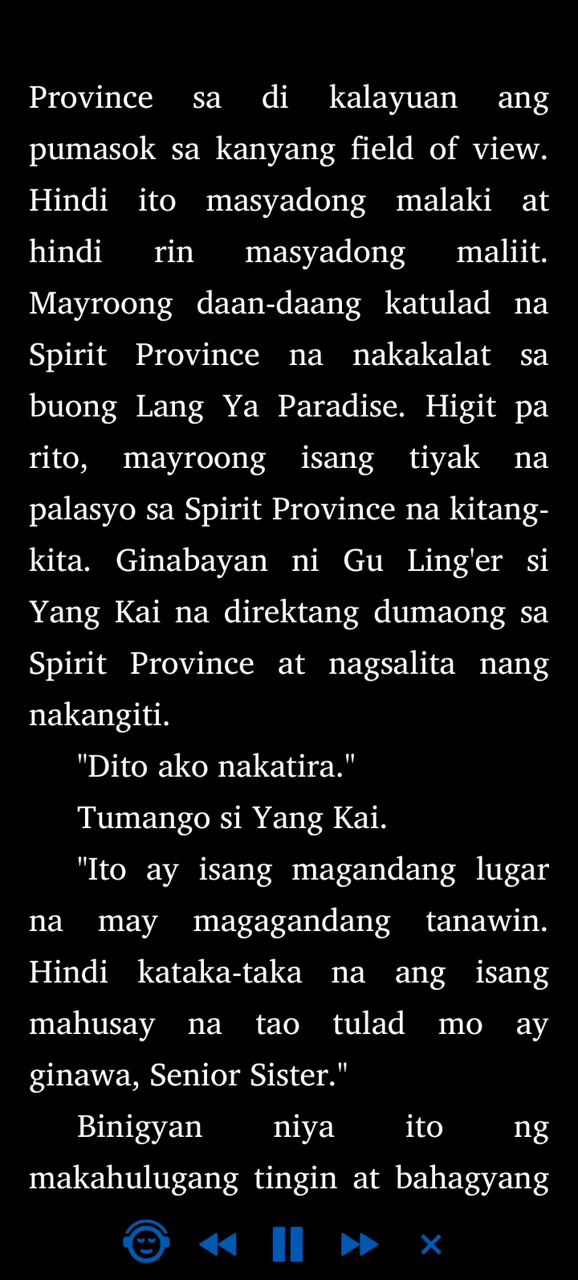 Province sa di kalayuan ang
pumasok sa kanyang field of view.
Hindi ito masyadong malaki at
hindi rin masyadong maliit.
Mayroong daan-daang katulad na
Spirit Province na nakakalat sa
buong Lang Ya Paradise. Higit pa
rito, mayroong isang tiyak na
palasyo sa Spirit Province na kitang-
kita. Ginabayan ni Gu Ling'er si
Yang Kai na direktang dumaong sa
Spirit Province at nagsalita nang
nakangiti.
"Dito ako nakatira."
Tumango si Yang Kai.
"Ito ay isang magandang lugar
na may magagandang tanawin.
Hindi kataka-taka na ang isang
mahusay na tao tulad mo ay
ginawa, Senior Sister."
Binigyan niya ito ng
makahulugang tingin at bahagyang